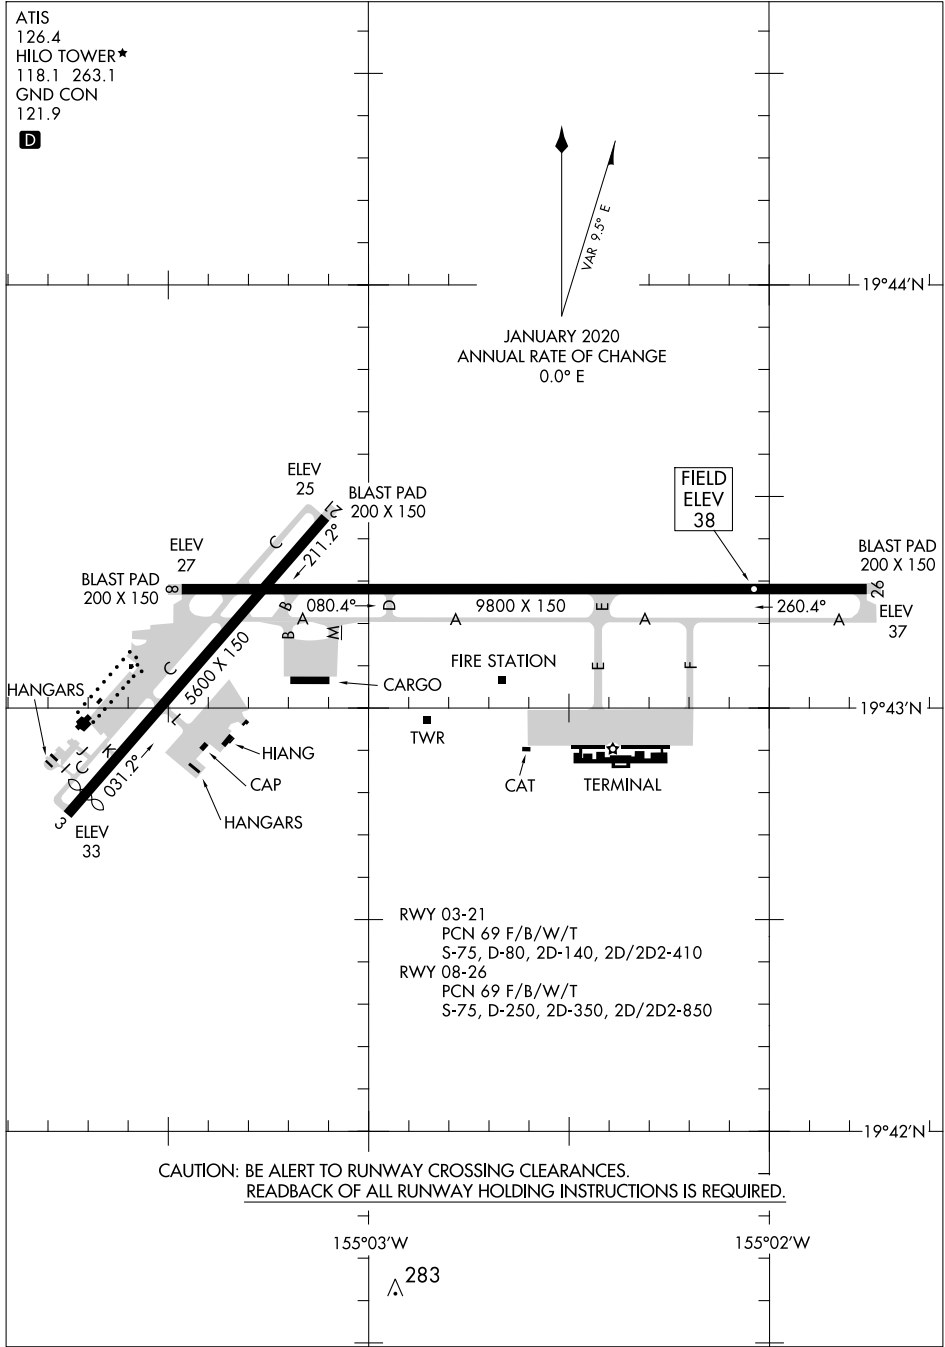 ATIS
126.4
HILO TOWER★
118.1 263.1
GND CON
121.9
D
VAR 9.5° E
19°44'N
JANUARY 2020
ANNUAL RATE OF CHANGE
0.0° E
ELEV
25
21
BLAST PAD
200 X 150
FIELD
ELEV
38
C
211.2°
ELEV
27
BLAST PAD
200 X 150
8
BLAST PAD
200 X 150
26
B
080.4°
D
9800 X 150
E
260.4°
ELEV
37
A
A
A
A
B
M
C
5600 X 150
E
F
FIRE STATION
CARGO
HANGARS
19°43'N
L
TWR
HIANG
J
K
I
C
031.2°
CAP
CAT
TERMINAL
HANGARS
3
ELEV
33
RWY 03-21
PCN 69 F/B/W/T
S-75, D-80, 2D-140, 2D/2D2-410
RWY 08-26
PCN 69 F/B/W/T
S-75, D-250, 2D-350, 2D/2D2-850
19°42'N
CAUTION: BE ALERT TO RUNWAY CROSSING CLEARANCES.
READBACK OF ALL RUNWAY HOLDING INSTRUCTIONS IS REQUIRED.
155°03'W
155°02'W
283